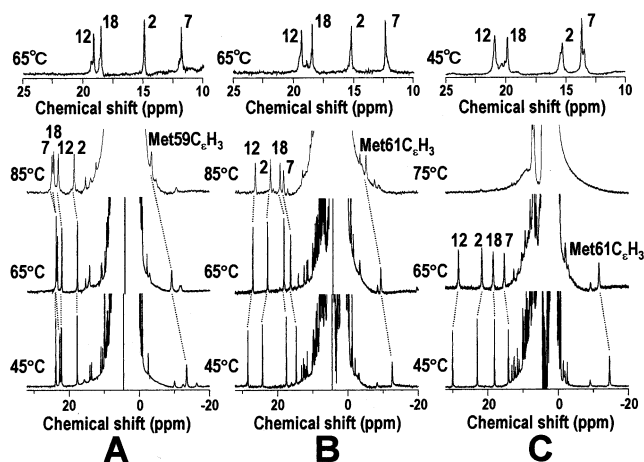 12 18 2 7
65°C
25 20 15 10
Chemical shift (ppm)
12 18 2 7
65°C
25 20 15 10
Chemical shift (ppm)
12 18 2 7
45°C
25 20 15 10
Chemical shift (ppm)
18
7 12 2
Met59CεH3
85°C
65°C
45°C
20 0 -20
Chemical shift (ppm)
A
12 2 18 7
Met61CεH3
85°C
65°C
45°C
20 0 -20
Chemical shift (ppm)
B
75°C
12 2 18 7
Met61CεH3
65°C
45°C
20 0 -20
Chemical shift (ppm)
C